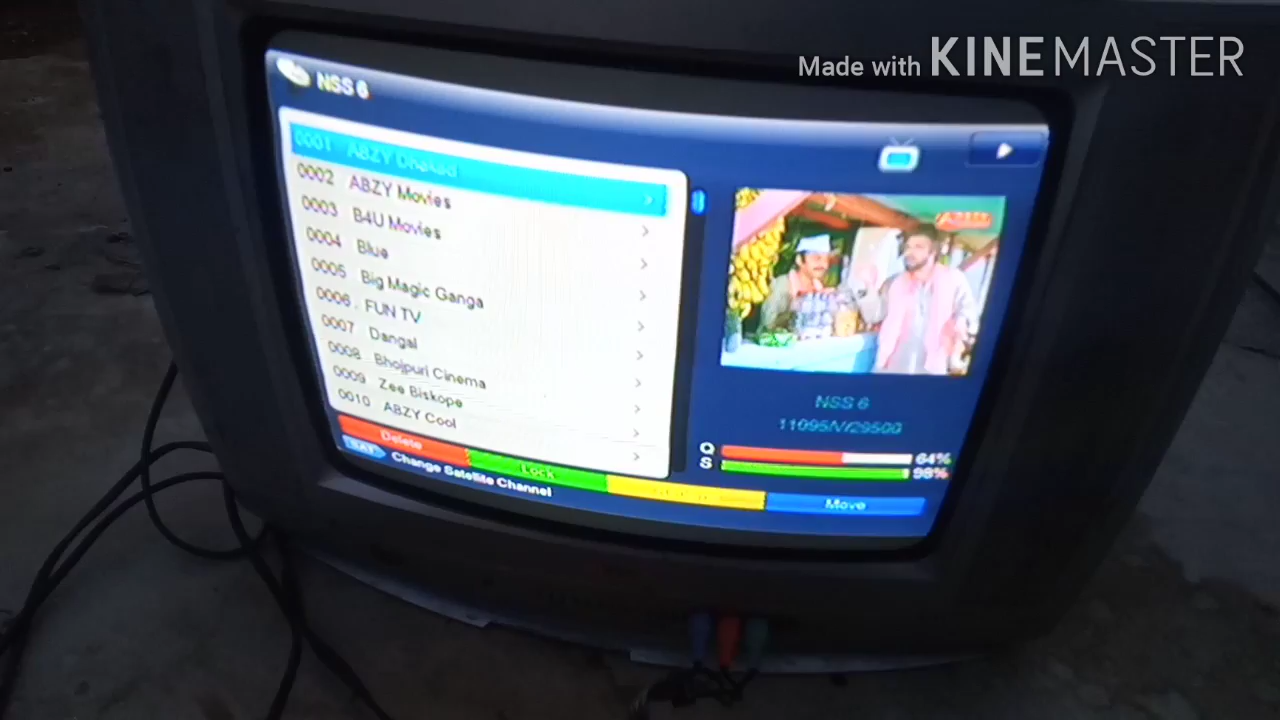 Made with KINEMASTER
NSS 6
0001 ABZY Dhakad
0002 ABZY Movies
0003 B4U Movies
0004 Blue
0005 Big Magic Ganga
0006 FUN TV
0007 Dangal
0008 Bhojpuri Cinema
0009 Zee Biskope
0010 ABZY Cool
NSS 6
11095/V/29500
Q 64%
S 98%
Delete
Lock
Move
SAT Change Satellite Channel